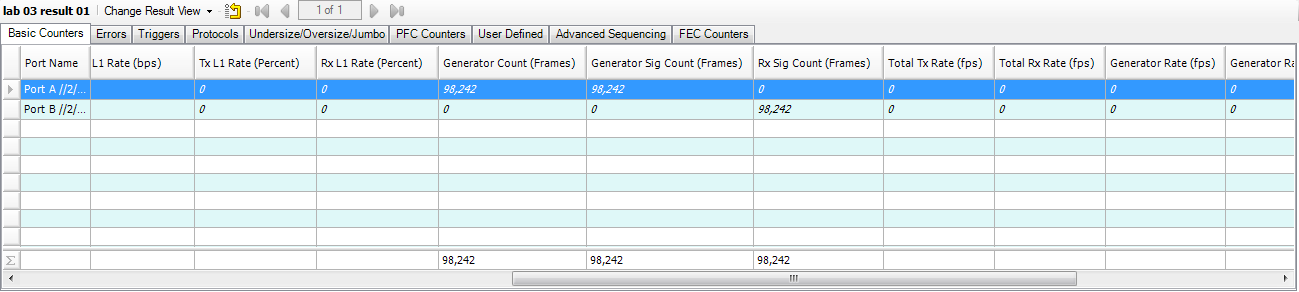 lab 03 result 01 Change Result View 1 of 1
Basic Counters Errors Triggers Protocols Undersize/Oversize/Jumbo PFC Counters User Defined Advanced Sequencing FEC Counters
Port Name L1 Rate (bps) Tx L1 Rate (Percent) Rx L1 Rate (Percent) Generator Count (Frames) Generator Sig Count (Frames) Rx Sig Count (Frames) Total Tx Rate (fps) Total Rx Rate (fps) Generator Rate (fps) Generator Ra
Port A //2/... 0 0 98,242 98,242 0 0 0 0 0
Port B //2/... 0 0 0 0 98,242 0 0 0 0
Σ 98,242 98,242 98,242